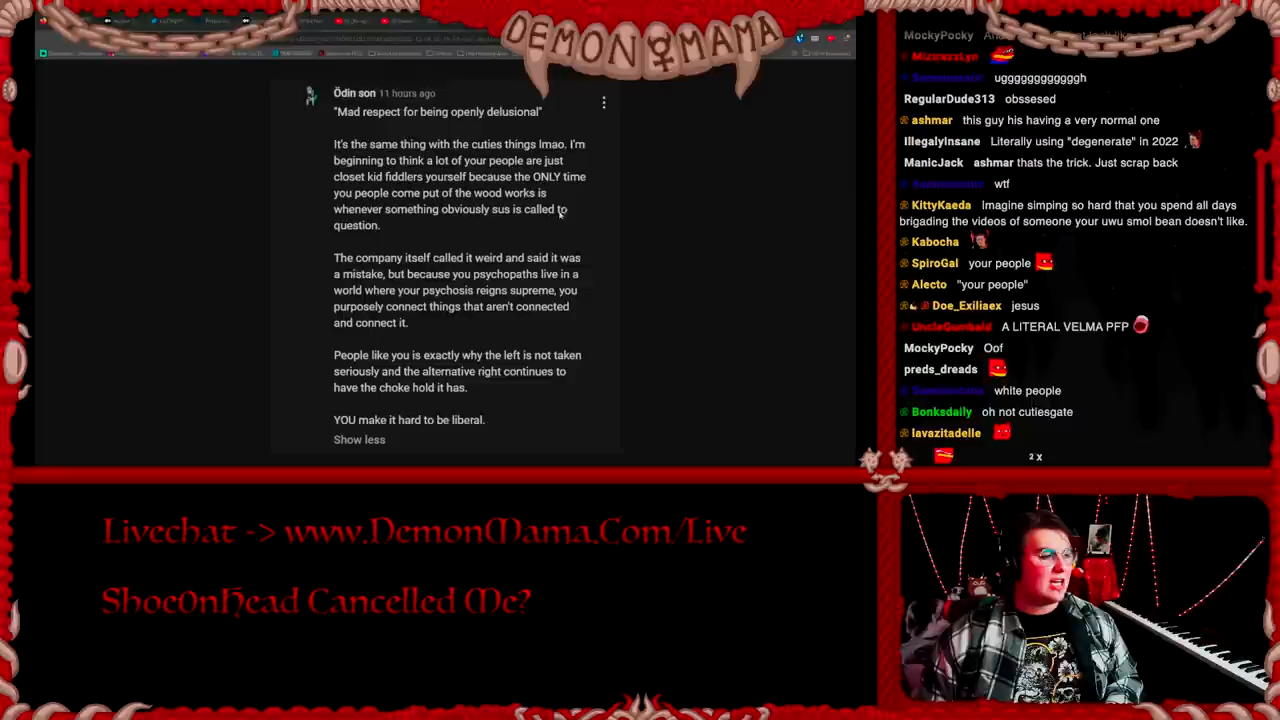 DEMON MAMA
Ödin son 11 hours ago
"Mad respect for being openly delusional"
It's the same thing with the cuties things lmao. I'm
beginning to think a lot of your people are just
closet kid fiddlers yourself because the ONLY time
you people come put of the wood works is
whenever something obviously sus is called to
question.
The company itself called it weird and said it was
a mistake, but because you psychopaths live in a
world where your psychosis reigns supreme, you
purposely connect things that aren't connected
and connect it.
People like you is exactly why the left is not taken
seriously and the alternative right continues to
have the choke hold it has.
YOU make it hard to be liberal.
Show less
MockyPocky
uggggggggggggh
RegularDude313 obssesed
ashmar this guy his having a very normal one
IllegalyInsane Literally using "degenerate" in 2022
ManicJack ashmar thats the trick. Just scrap back
wtf
KittyKaeda Imagine simping so hard that you spend all days
brigading the videos of someone your uwu smol bean doesn't like.
Kabocha
SpiroGal your people
Alecto "your people"
Doe_Exiliaex jesus
UncleGumbald A LITERAL VELMA PFP
MockyPocky Oof
preds_dreads
white people
Bonksdaily oh not cutiesgate
lavazitadelle
2 x
Livechat -> www.DemonMama.Com/Live
Shoe0nHead Cancelled Me?